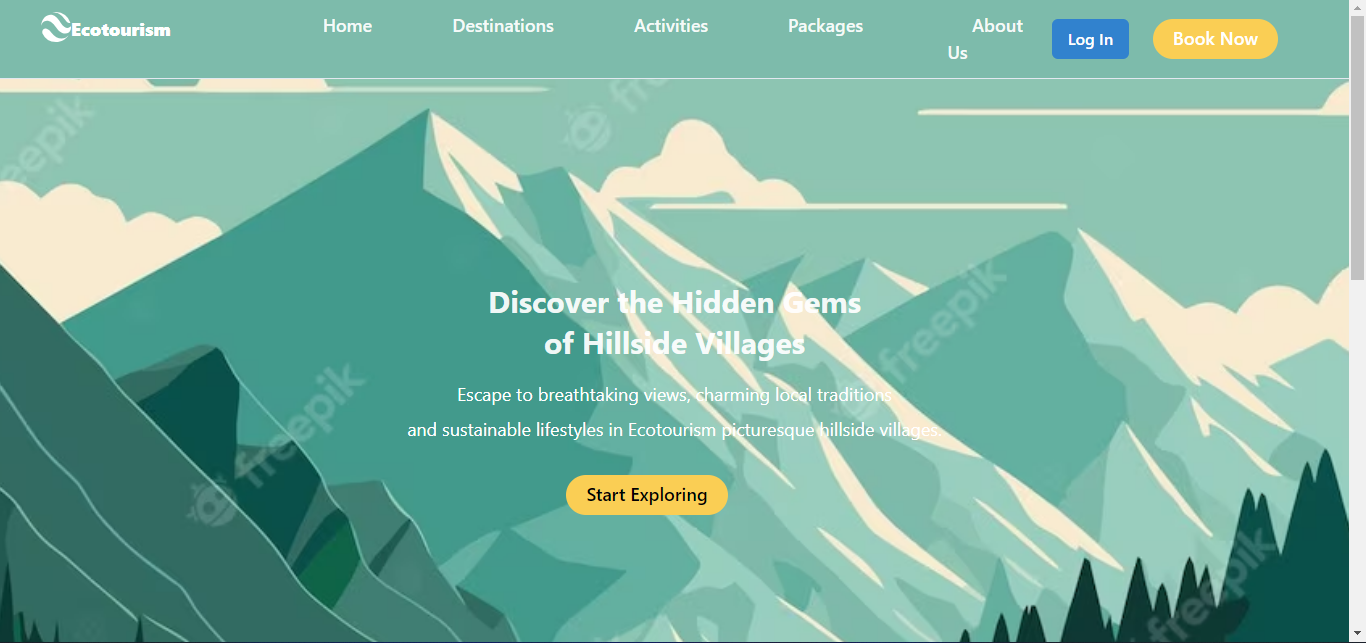 Ecotourism Home Destinations Activities Packages About Us Log In Book Now
freepik
freepik
Discover the Hidden Gems
of Hillside Villages
Escape to breathtaking views, charming local traditions
and sustainable lifestyles in Ecotourism picturesque hillside villages.
freepik
Start Exploring
freepik